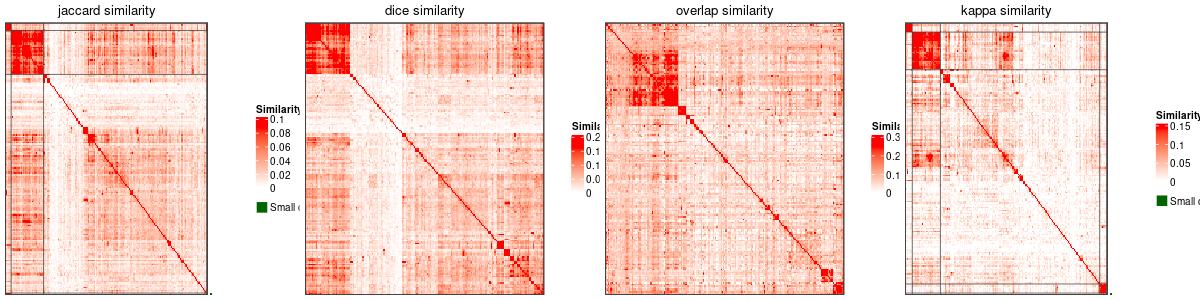 jaccard similarity
Similarity
0.1
0.08
0.06
0.04
0.02
0
Small c
dice similarity
Simila
0.2
0.1
0.1
0
overlap similarity
Simila
0.3
0.2
0.1
0
kappa similarity
Similarity
0.15
0.1
0.05
0
Small c